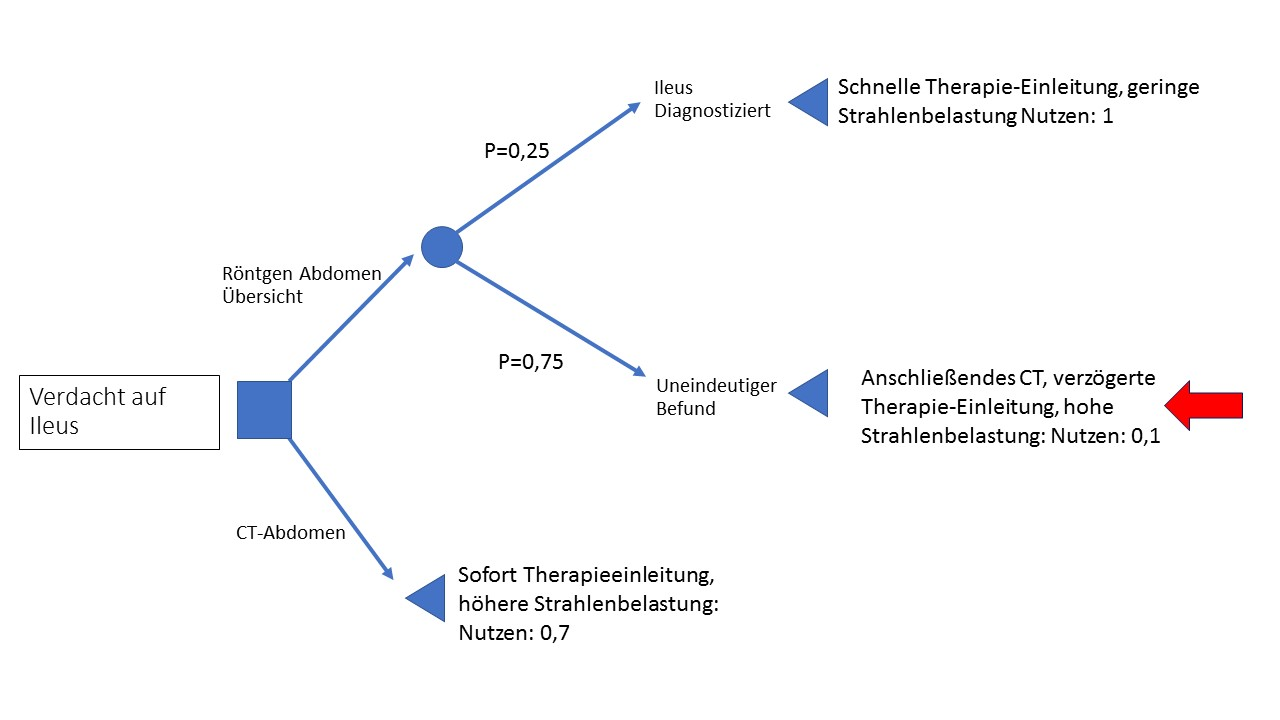 Ileus
Diagnostiziert
Schnelle Therapie-Einleitung, geringe
Strahlenbelastung Nutzen: 1
P=0,25
Röntgen Abdomen
Übersicht
P=0,75
Verdacht auf
Ileus
Uneindeutiger
Befund
Anschließendes CT, verzögerte
Therapie-Einleitung, hohe
Strahlenbelastung: Nutzen: 0,1
CT-Abdomen
Sofort Therapieeinleitung,
höhere Strahlenbelastung:
Nutzen: 0,7